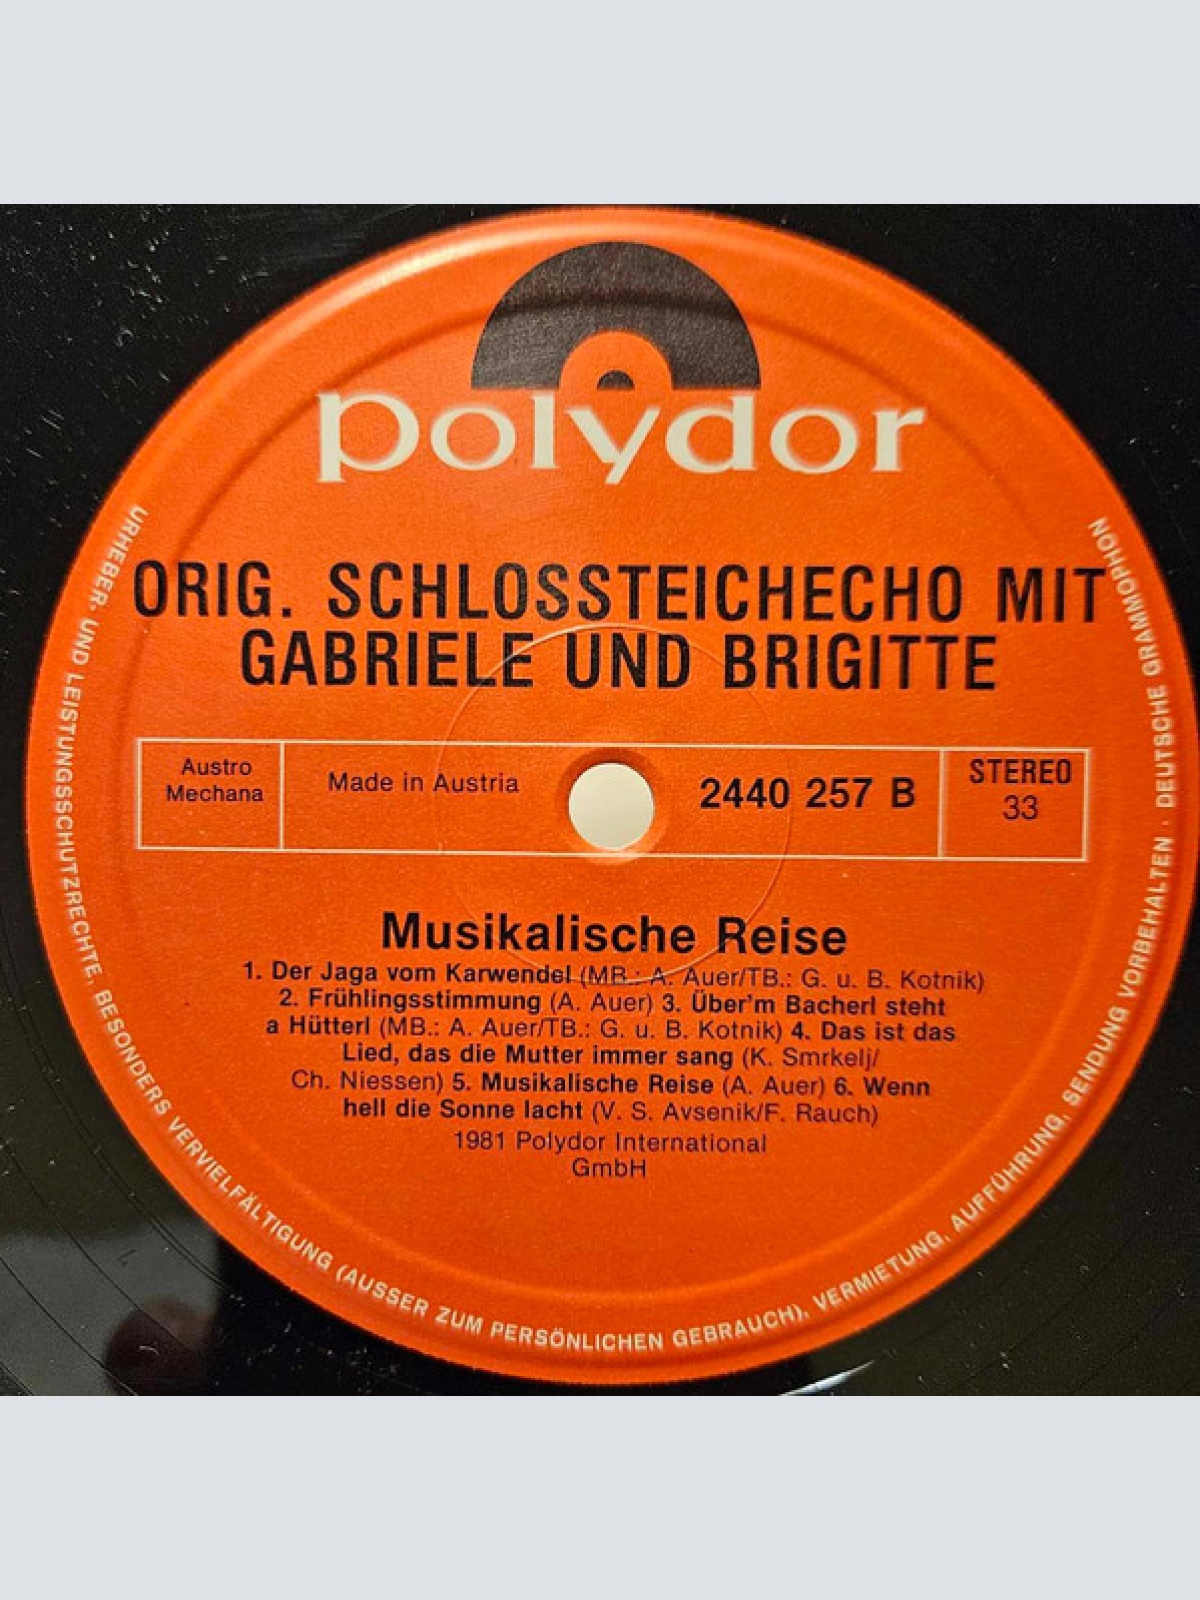 polydor
ORIG. SCHLOSSTEICHECHO MIT
GABRIELE UND BRIGITTE
Austro
Mechana
Made in Austria
2440 257 B
STEREO
33
Musikalische Reise
1. Der Jaga vom Karwendel (MB.: A. Auer/TB.: G. u. B. Kotnik)
2. Frühlingsstimmung (A. Auer) 3. Über'm Bacherl steht
a Hütterl (MB.: A. Auer/TB.: G. u. B. Kotnik) 4. Das ist das
Lied, das die Mutter immer sang (K. Smrkelj/
Ch. Niessen) 5. Musikalische Reise (A. Auer) 6. Wenn
hell die Sonne lacht (V. S. Avsenik/F. Rauch)
1981 Polydor International
GmbH
URHEBER- UND LEISTUNGSSCHUTZRECHTE, BESONDERS VERVIELFÄLTIGUNG (AUSSER ZUM PERSÖNLICHEN GEBRAUCH), VERMIETUNG, AUFFÜHRUNG, SENDUNG VORBEHALTEN · DEUTSCHE GRAMMOPHON